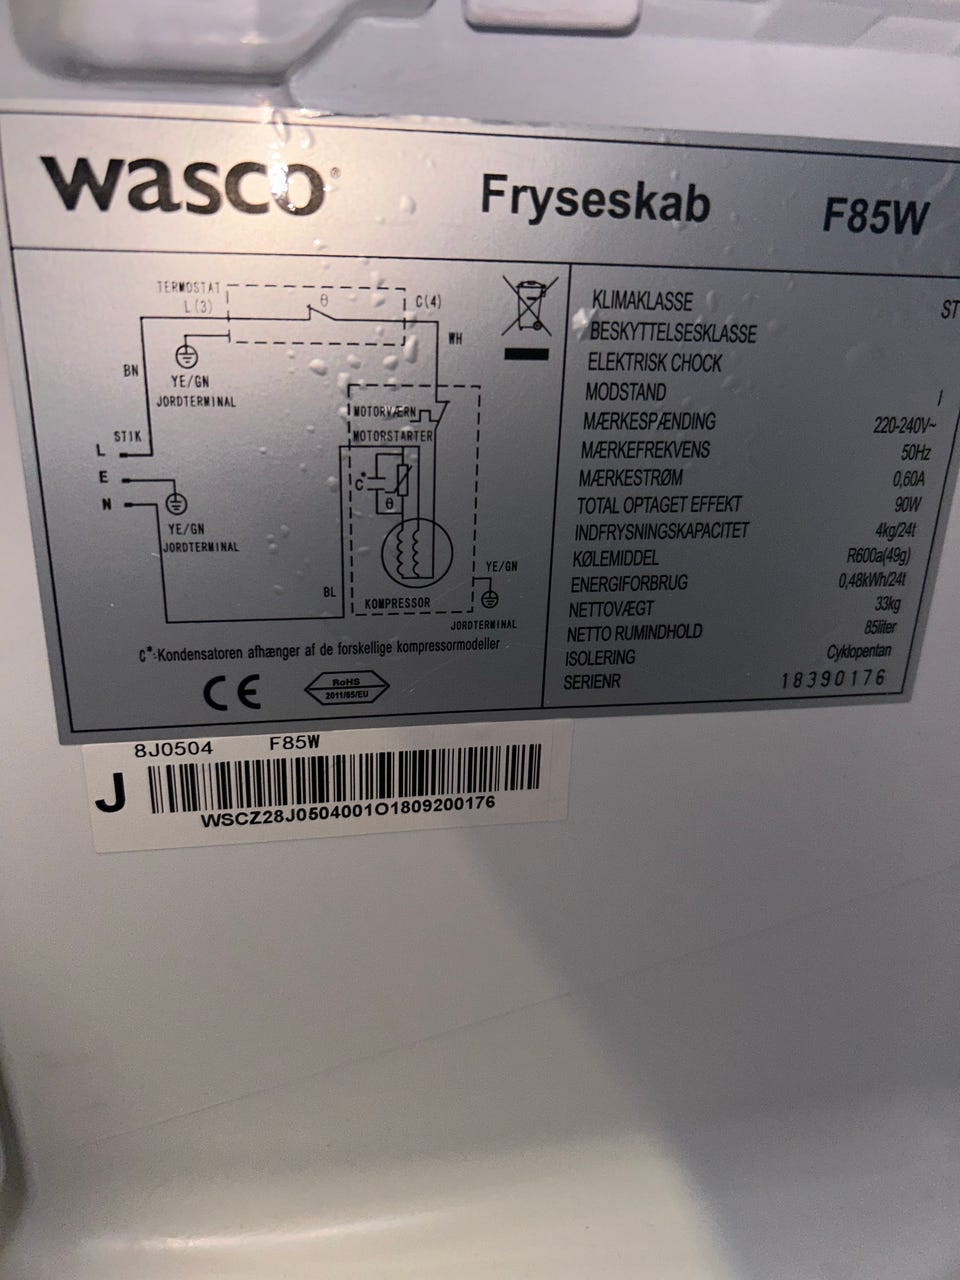 wasco® Fryseskab F85W
TERMOSTAT
L(3) θ C(4)
WH
BN
YE/GN
JORDTERMINAL
MOTORVÆRN
STIK MOTORSTARTER
L
E C*
N θ
YE/GN
JORDTERMINAL
YE/GN
BL KOMPRESSOR
JORDTERMINAL
C*:Kondensatoren afhænger af de forskellige kompressormodeller
CE RoHS
2011/65/EU
KLIMAKLASSE ST
BESKYTTELSESKLASSE
ELEKTRISK CHOCK
MODSTAND I
MÆRKESPÆNDING 220-240V~
MÆRKEFREKVENS 50Hz
MÆRKESTRØM 0,60A
TOTAL OPTAGET EFFEKT 90W
INDFRYSNINGSKAPACITET 4kg/24t
KØLEMIDDEL R600a(49g)
ENERGIFORBRUG 0,48kWh/24t
NETTOVÆGT 33kg
NETTO RUMINDHOLD 85liter
ISOLERING Cyklopentan
SERIENR 18390176
8J0504 F85W
J
WSCZ28J0504001O1809200176